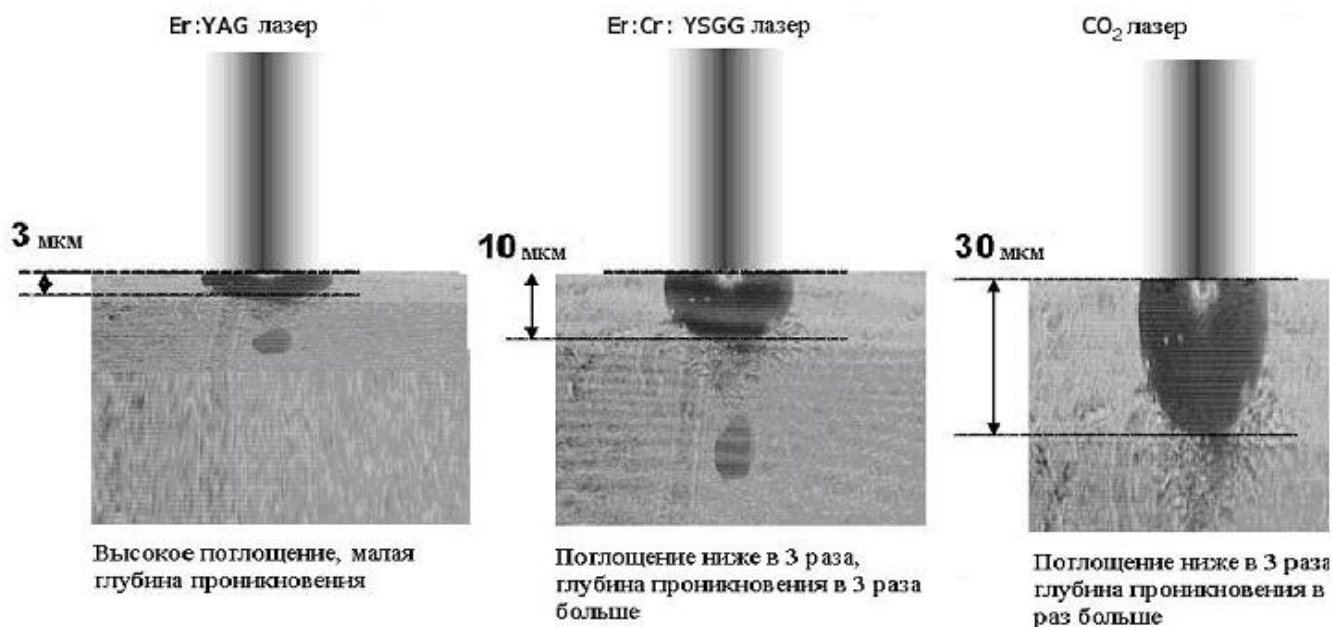 Er:YAG лазер
3 мкм
Высокое поглощение, малая
глубина проникновения
Er:Cr: YSGG лазер
10 мкм
Поглощение ниже в 3 раза,
глубина проникновения в 3 раза
больше
CO₂ лазер
30 мкм
Поглощение ниже в 3 раза
глубина проникновения в
раз больше